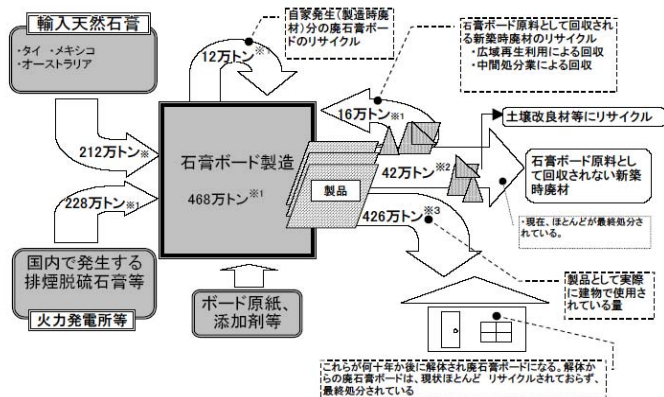 輸入天然石膏
・タイ ・メキシコ
・オーストラリア
自家発生(製造時廃
材)分の廃石膏ボー
ドのリサイクル
石膏ボード原料として回収され
る新築時廃材のリサイクル
・広域再生利用による回収
・中間処分業による回収
12万トン※1
16万トン※1
土壌改良材等にリサイクル
212万トン※
石膏ボード製造
468万トン※1
製品
42万トン※2
石膏ボード原料とし
て回収されない新築
時廃材
228万トン※1
426万トン※3
・現在、ほとんどが最終処分さ
れている。
国内で発生する
排煙脱硫石膏等
火力発電所等
ボード原紙、
添加剤等
製品として実際
に建物で使用さ
れている量
これらが何十年か後に解体され廃石膏ボードになる。解体か
らの廃石膏ボードは、現状ほとんど リサイクルされておらず、
最終処分されている